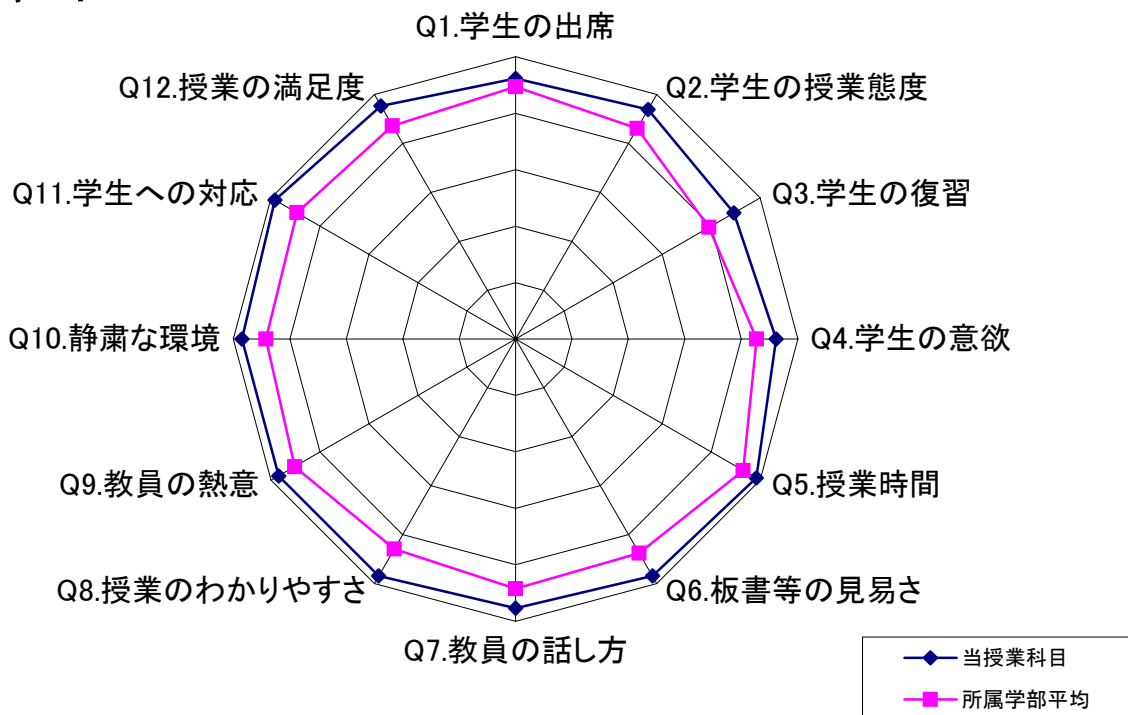 Q1.学生の出席
Q2.学生の授業態度
Q3.学生の復習
Q4.学生の意欲
Q5.授業時間
Q6.板書等の見易さ
Q7.教員の話し方
Q8.授業のわかりやすさ
Q9.教員の熱意
Q10.静粛な環境
Q11.学生への対応
Q12.授業の満足度
当授業科目
所属学部平均